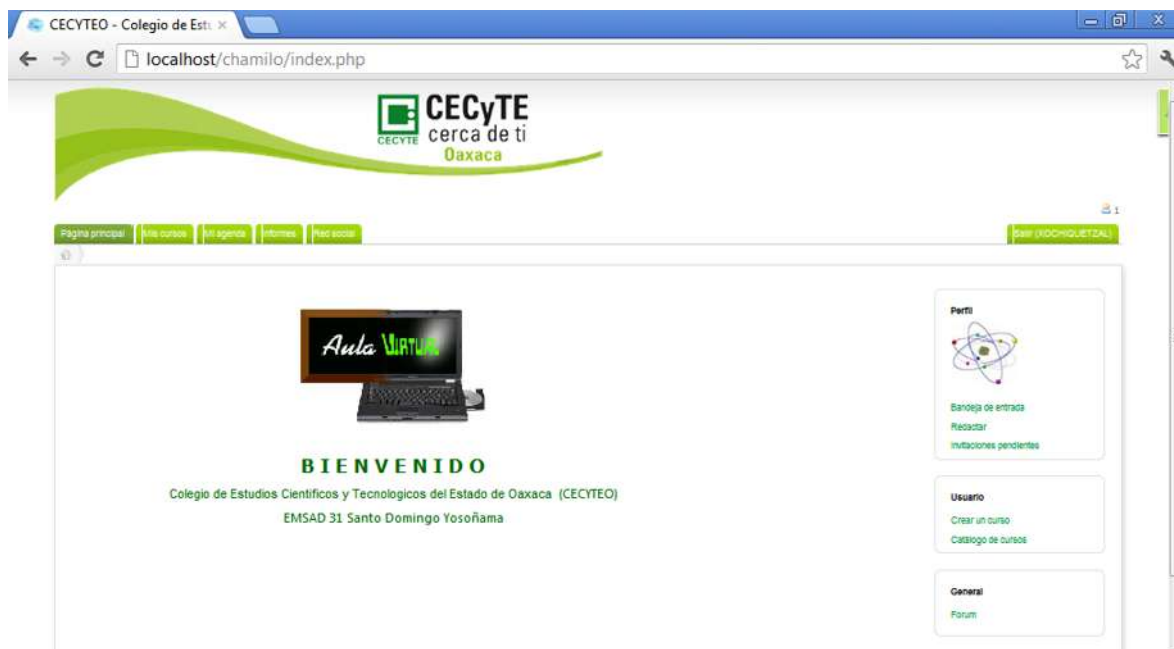 CECYTEO - Colegio de Estu
localhost/chamilo/index.php
CECYTE
CECyTE
cerca de ti
Oaxaca
1
Página principal Mis cursos Mi agenda Informes Red social Salir (XOCHIQUETZAL)
Aula VIRTUAL
BIENVENIDO
Colegio de Estudios Científicos y Tecnologicos del Estado de Oaxaca (CECYTEO)
EMSAD 31 Santo Domingo Yosoñama
Perfil
Bandeja de entrada
Redactar
Invitaciones pendientes
Usuario
Crear un curso
Catálogo de cursos
General
Forum